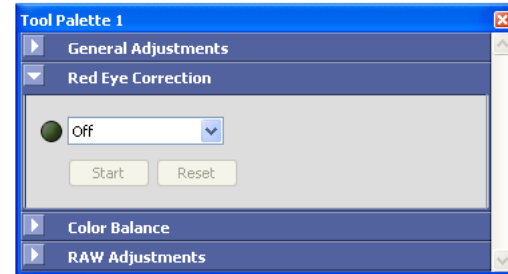 Tool Palette 1
General Adjustments
Red Eye Correction
Off
Start Reset
Color Balance
RAW Adjustments